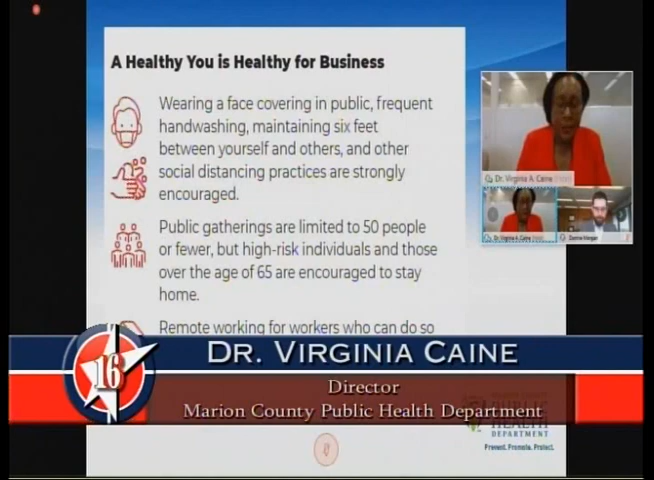 A Healthy You is Healthy for Business
Wearing a face covering in public, frequent
handwashing, maintaining six feet
between yourself and others, and other
social distancing practices are strongly
encouraged.
Public gatherings are limited to 50 people
or fewer, but high-risk individuals and those
over the age of 65 are encouraged to stay
home.
Remote working for workers who can do so
Dr. Virginia A. Caine (Host)
Dr. Virginia A. Caine
16
DR. VIRGINIA CAINE
Director
Marion County Public Health Department
HEALTH
DEPARTMENT
Prevent. Promote. Protect.